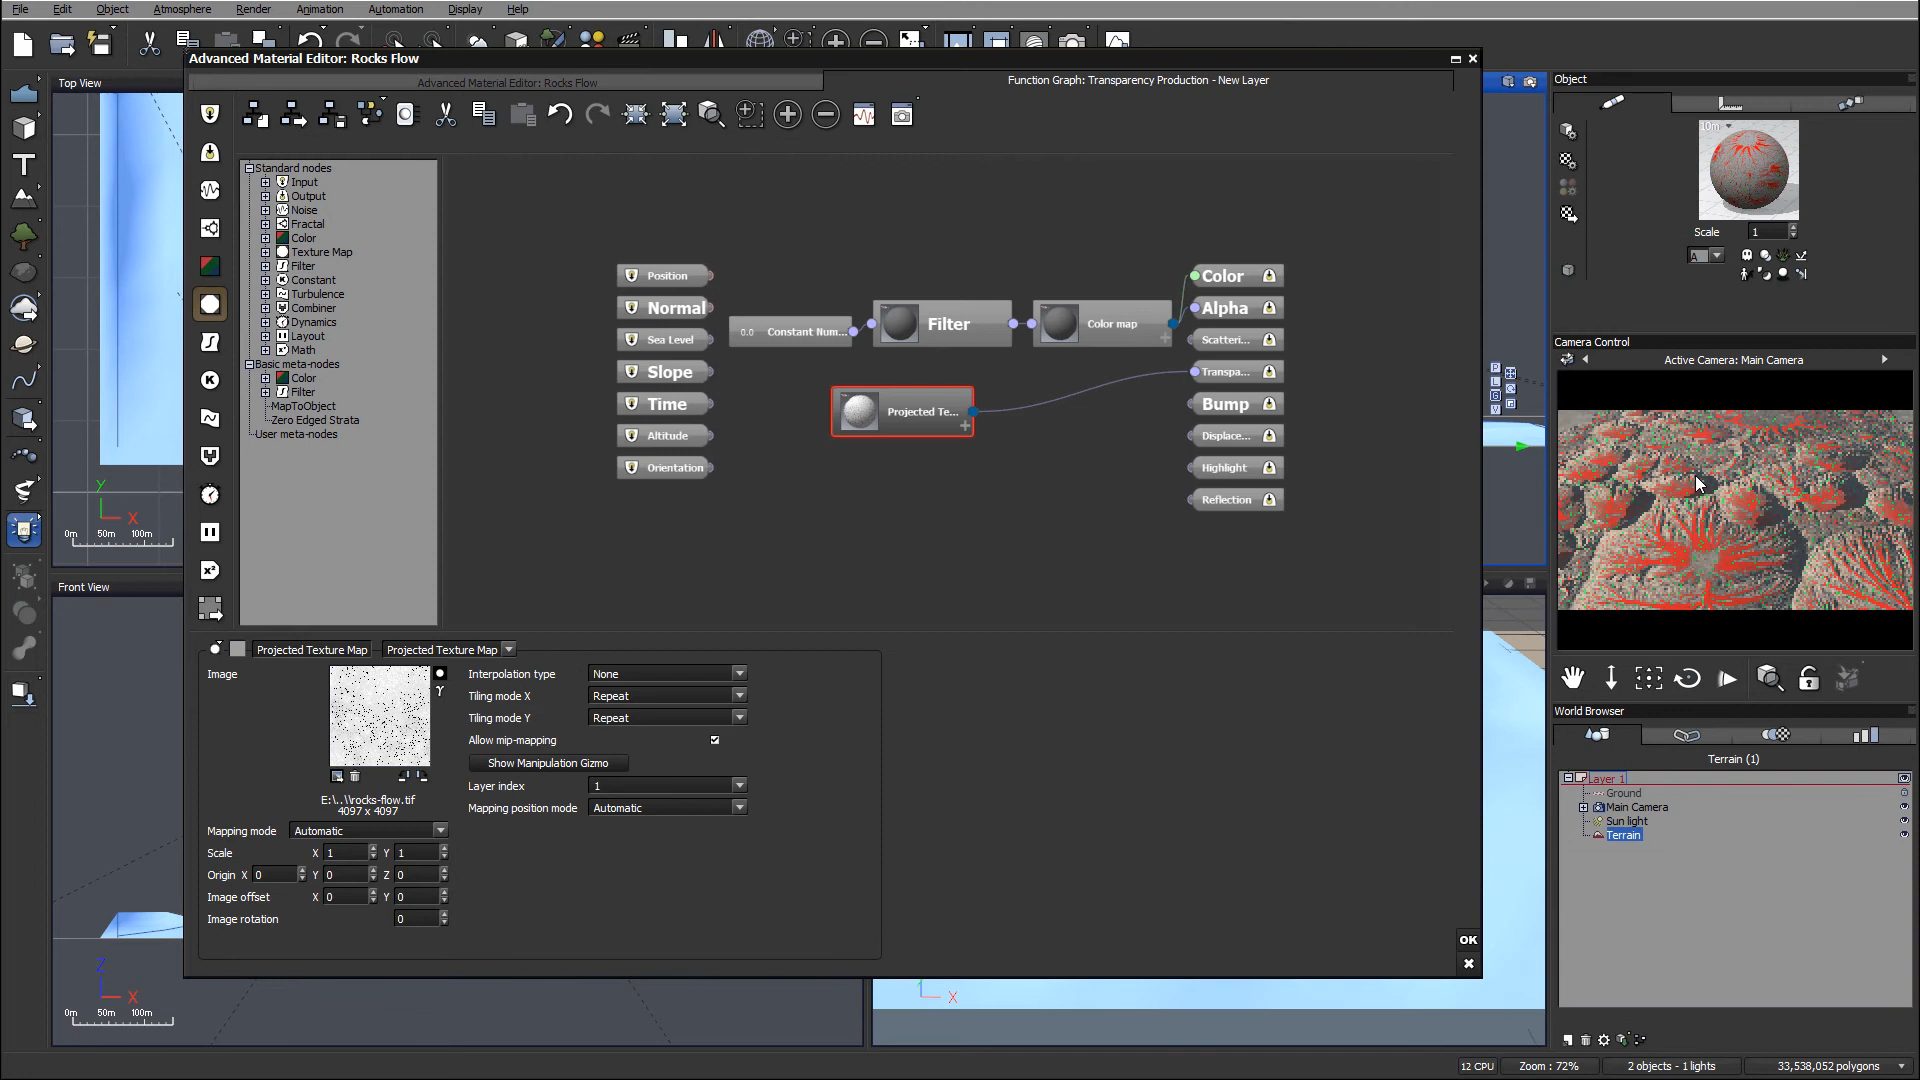 File Edit Object Atmosphere Render Animation Automation Display Help
Top View
Advanced Material Editor: Rocks Flow
Advanced Material Editor: Rocks Flow
Function Graph: Transparency Production - New Layer
Standard nodes
Input
Output
Noise
Fractal
Color
Texture Map
Filter
Constant
Turbulence
Combiner
Dynamics
Layout
Math
Basic meta-nodes
Color
Filter
MapToObject
Zero Edged Strata
User meta-nodes
Position
Normal
Sea Level
Slope
Time
Altitude
Orientation
0.0 Constant Num...
Filter
Color map
Projected Te...
Color
Alpha
Scatteri...
Transpa...
Bump
Displace...
Highlight
Reflection
Projected Texture Map Projected Texture Map
Image
E:\..\\rocks-flow.tif
4097 x 4097
Mapping mode Automatic
Scale X 1 Y 1
Origin X 0 Y 0 Z 0
Image offset X 0 Y 0
Image rotation 0
Interpolation type None
Tiling mode X Repeat
Tiling mode Y Repeat
Allow mip-mapping
Show Manipulation Gizmo
Layer index 1
Mapping position mode Automatic
OK
Y
X
0m 50m 100m
Front View
Z
X
0m 50m 100m
X
P
L
G
V
Object
10m
Scale 1
A
Camera Control
Active Camera: Main Camera
World Browser
Terrain (1)
Layer 1
Ground
Main Camera
Sun light
Terrain
12 CPU Zoom : 72% 2 objects - 1 lights 33,538,052 polygons